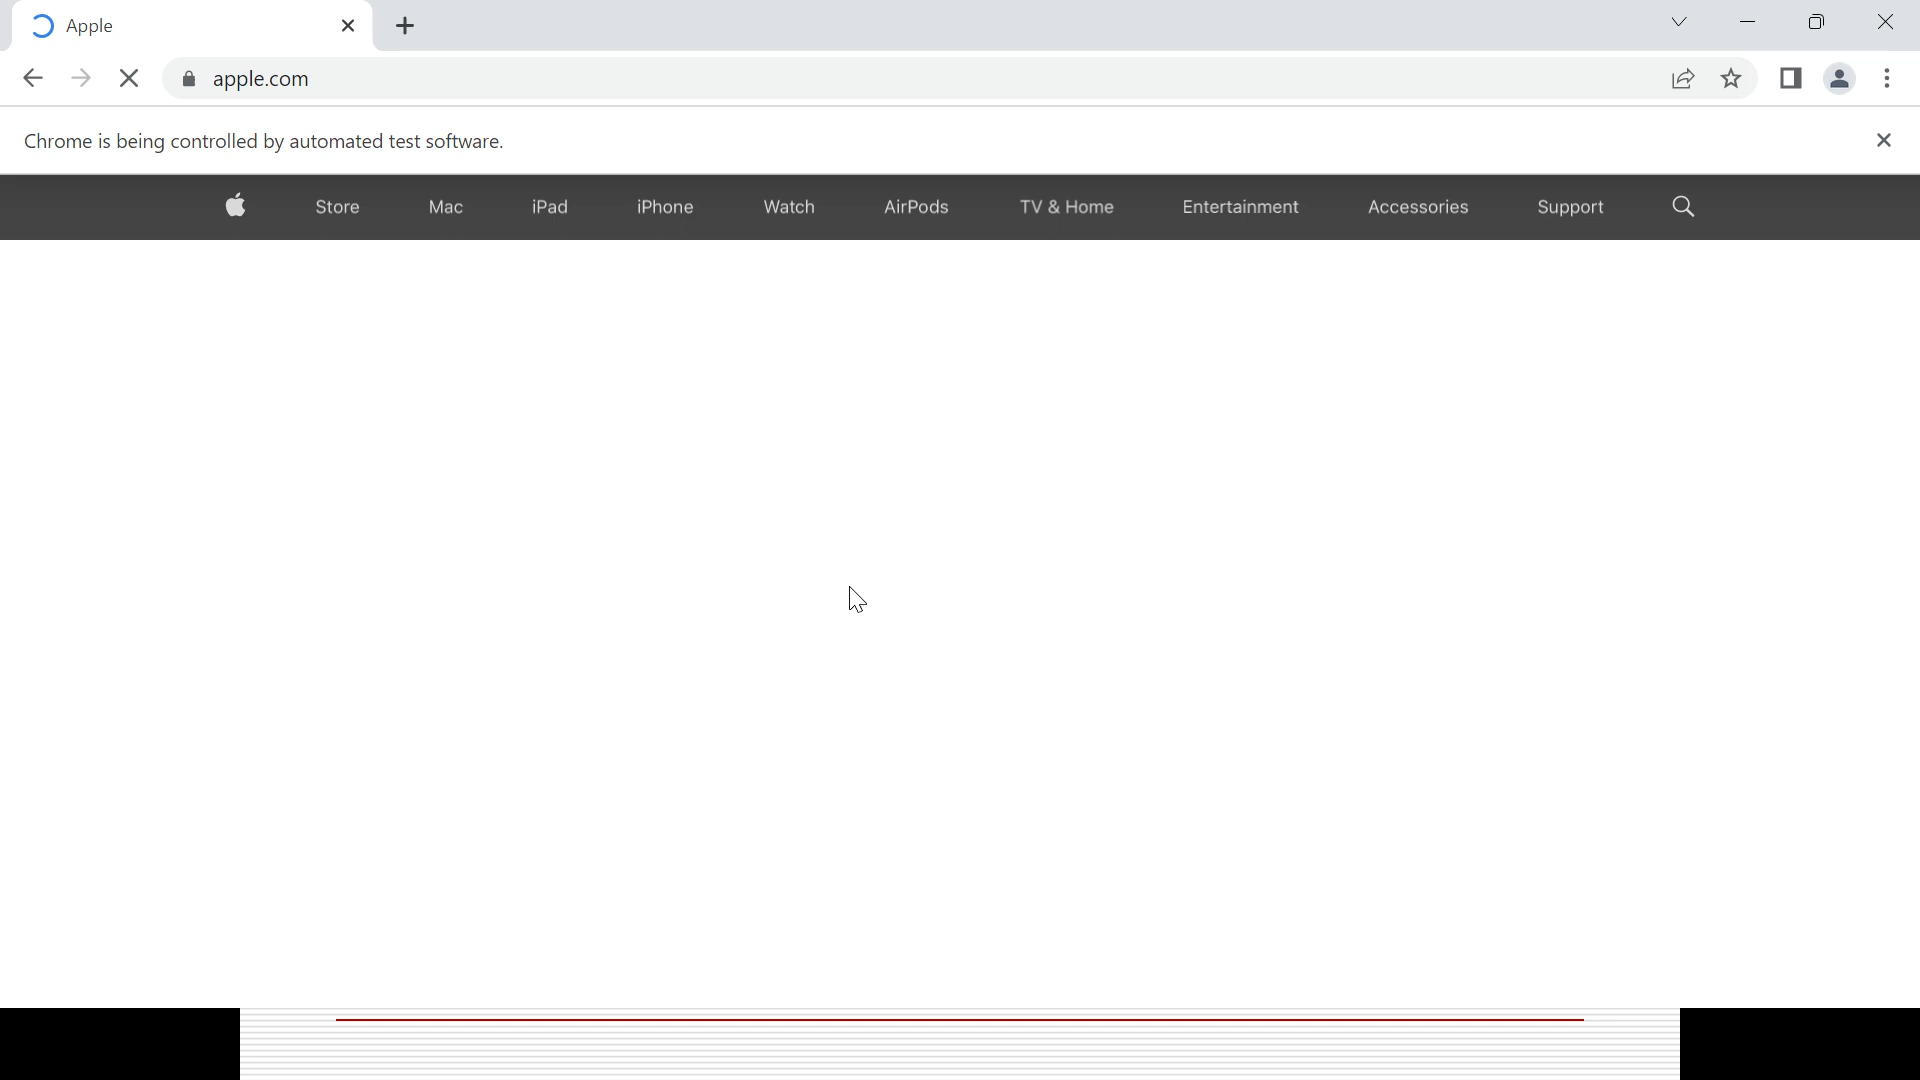 Apple
apple.com
Chrome is being controlled by automated test software.
Store Mac iPad iPhone Watch AirPods TV & Home Entertainment Accessories Support